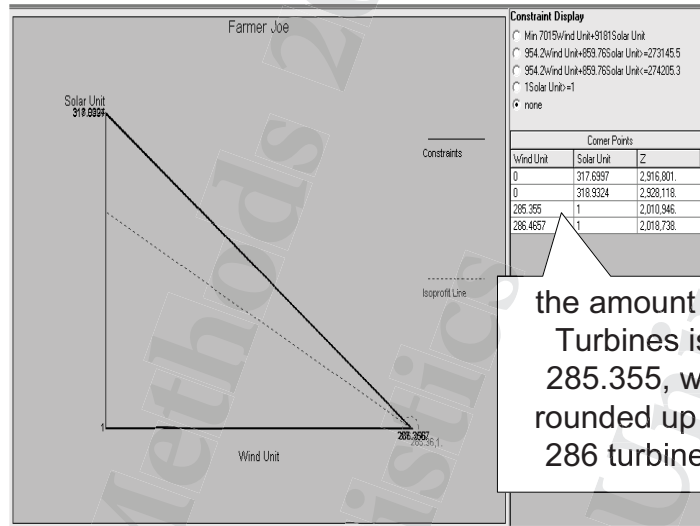 Farmer Joe
Solar Unit
Constraints
Isoprofit Line
1
285.36,1.
Wind Unit
Constraint Display
Min 7015Wind Unit+9181Solar Unit
954.2Wind Unit+859.76Solar Unit>=273145.5
954.2Wind Unit+859.76Solar Unit<=274205.3
1Solar Unit>=1
none
Corner Points
Wind Unit Solar Unit Z
0 317.6997 2,916,801.
0 318.9324 2,928,118.
285.355 1 2,010,946.
286.4657 1 2,018,738.
the amount
Turbines is
285.355, w
rounded up
286 turbine
Methods